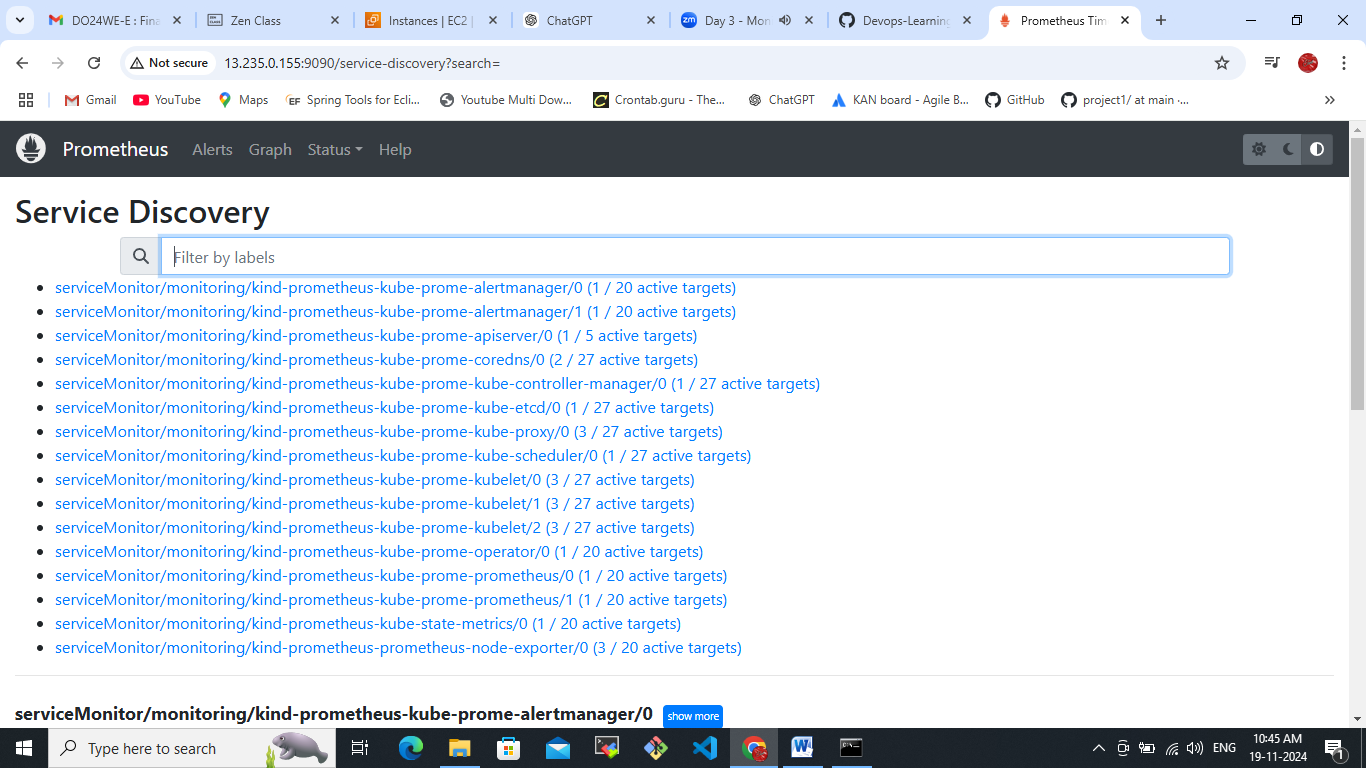 DO24WE-E : Fina
Zen Class
Instances | EC2 |
ChatGPT
zm
Day 3 - Mon
Devops-Learning
Prometheus Tim
Not secure
13.235.0.155:9090/service-discovery?search=
Gmail
YouTube
Maps
Spring Tools for Ecli...
Youtube Multi Dow...
Crontab.guru - The...
ChatGPT
KAN board - Agile B...
GitHub
project1/ at main ·...
Prometheus
Alerts
Graph
Status
Help
Service Discovery
Filter by labels
serviceMonitor/monitoring/kind-prometheus-kube-prome-alertmanager/0 (1 / 20 active targets)
serviceMonitor/monitoring/kind-prometheus-kube-prome-alertmanager/1 (1 / 20 active targets)
serviceMonitor/monitoring/kind-prometheus-kube-prome-apiserver/0 (1 / 5 active targets)
serviceMonitor/monitoring/kind-prometheus-kube-prome-coredns/0 (2 / 27 active targets)
serviceMonitor/monitoring/kind-prometheus-kube-prome-kube-controller-manager/0 (1 / 27 active targets)
serviceMonitor/monitoring/kind-prometheus-kube-prome-kube-etcd/0 (1 / 27 active targets)
serviceMonitor/monitoring/kind-prometheus-kube-prome-kube-proxy/0 (3 / 27 active targets)
serviceMonitor/monitoring/kind-prometheus-kube-prome-kube-scheduler/0 (1 / 27 active targets)
serviceMonitor/monitoring/kind-prometheus-kube-prome-kubelet/0 (3 / 27 active targets)
serviceMonitor/monitoring/kind-prometheus-kube-prome-kubelet/1 (3 / 27 active targets)
serviceMonitor/monitoring/kind-prometheus-kube-prome-kubelet/2 (3 / 27 active targets)
serviceMonitor/monitoring/kind-prometheus-kube-prome-operator/0 (1 / 20 active targets)
serviceMonitor/monitoring/kind-prometheus-kube-prome-prometheus/0 (1 / 20 active targets)
serviceMonitor/monitoring/kind-prometheus-kube-prome-prometheus/1 (1 / 20 active targets)
serviceMonitor/monitoring/kind-prometheus-kube-state-metrics/0 (1 / 20 active targets)
serviceMonitor/monitoring/kind-prometheus-prometheus-node-exporter/0 (3 / 20 active targets)
serviceMonitor/monitoring/kind-prometheus-kube-prome-alertmanager/0 show more
Type here to search
ENG
10:45 AM
19-11-2024
1